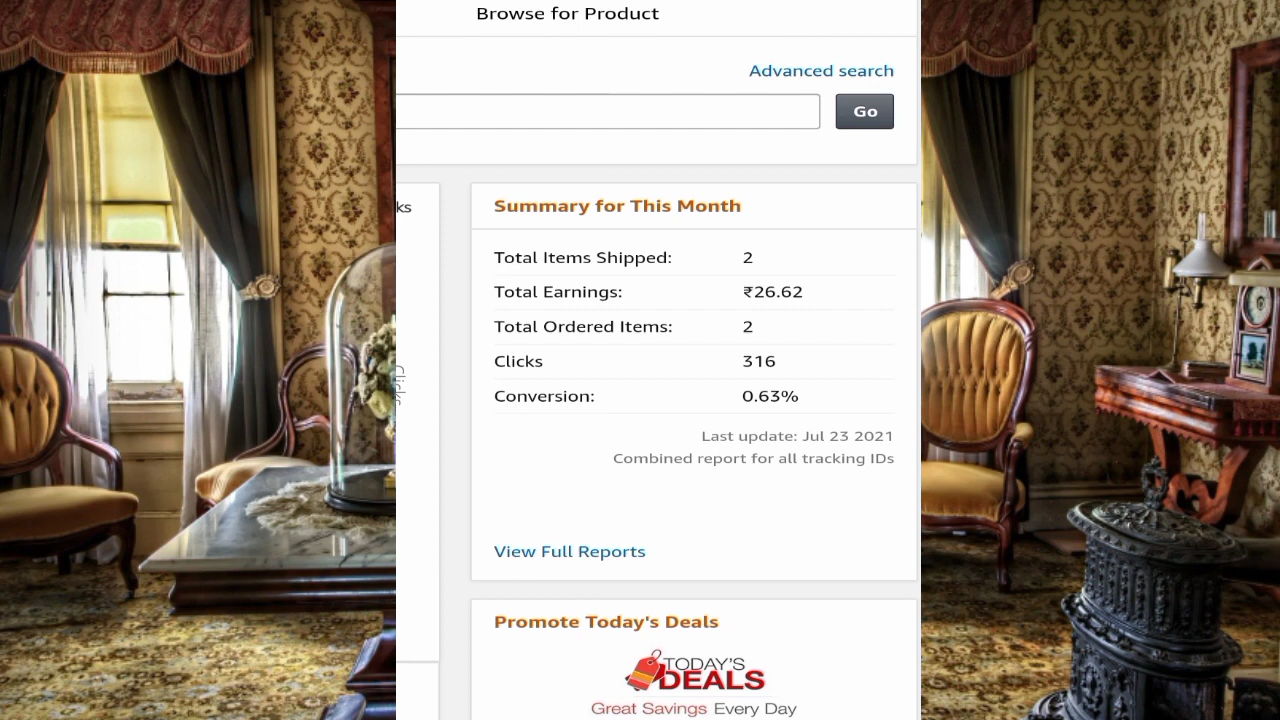 Browse for Product
Advanced search
Go
ks
Clicks
Summary for This Month
Total Items Shipped: 2
Total Earnings: ₹26.62
Total Ordered Items: 2
Clicks 316
Conversion: 0.63%
Last update: Jul 23 2021
Combined report for all tracking IDs
View Full Reports
Promote Today's Deals
TODAY'S
DEALS
Great Savings Every Day